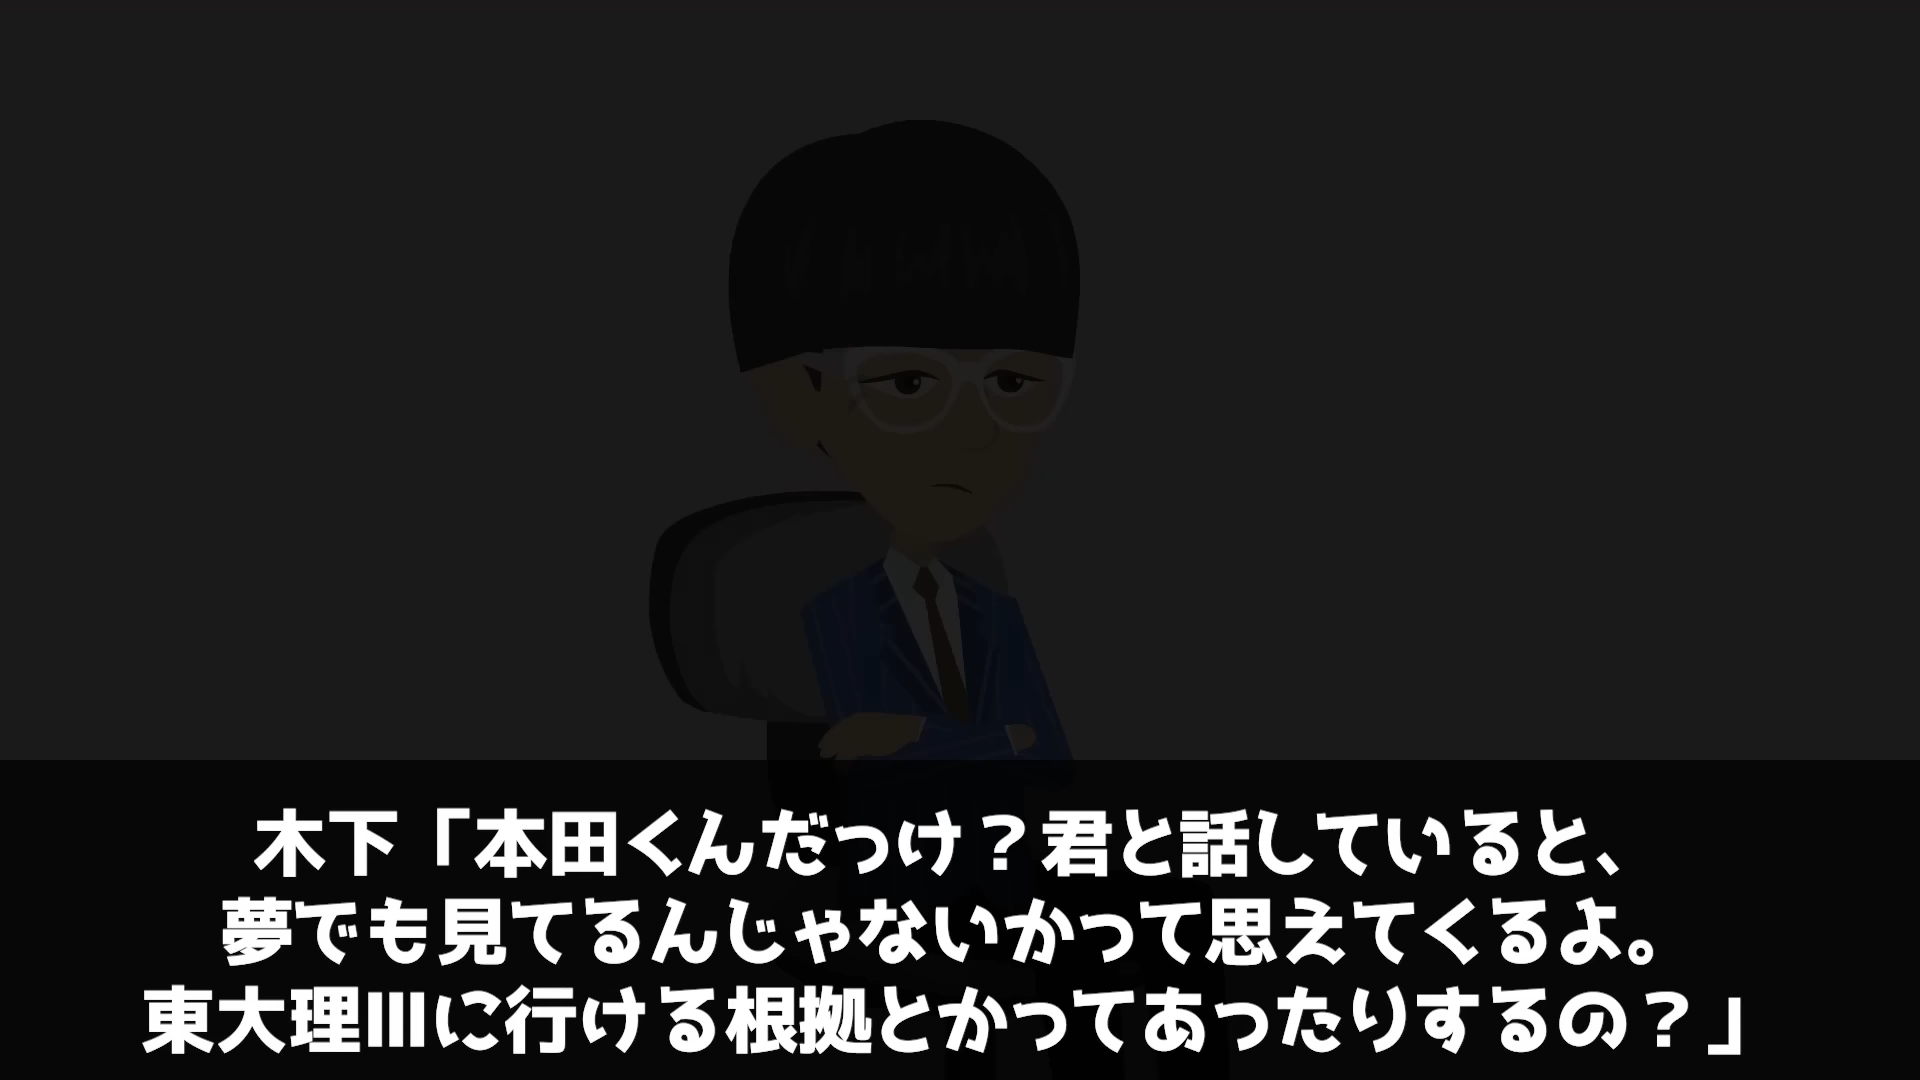 木下「本田くんだっけ？君と話していると、
夢でも見てるんじゃないかって思えてくるよ。
東大理Ⅲに行ける根拠とかってあったりするの？」